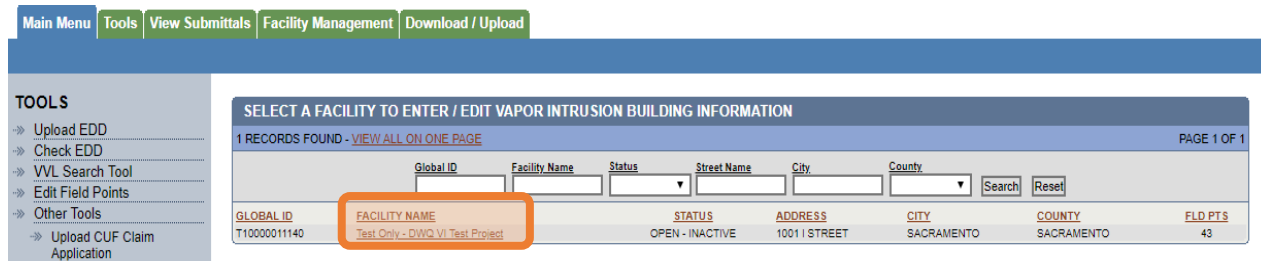 Main Menu Tools View Submittals Facility Management Download / Upload
TOOLS
Upload EDD
Check EDD
VVL Search Tool
Edit Field Points
Other Tools
Upload CUF Claim
Application
SELECT A FACILITY TO ENTER / EDIT VAPOR INTRUSION BUILDING INFORMATION
1 RECORDS FOUND - VIEW ALL ON ONE PAGE PAGE 1 OF 1
Global ID Facility Name Status Street Name City County
Search Reset
GLOBAL ID FACILITY NAME STATUS ADDRESS CITY COUNTY FLD PTS
T10000011140 Test Only - DWQ VI Test Project OPEN - INACTIVE 1001 I STREET SACRAMENTO SACRAMENTO 43